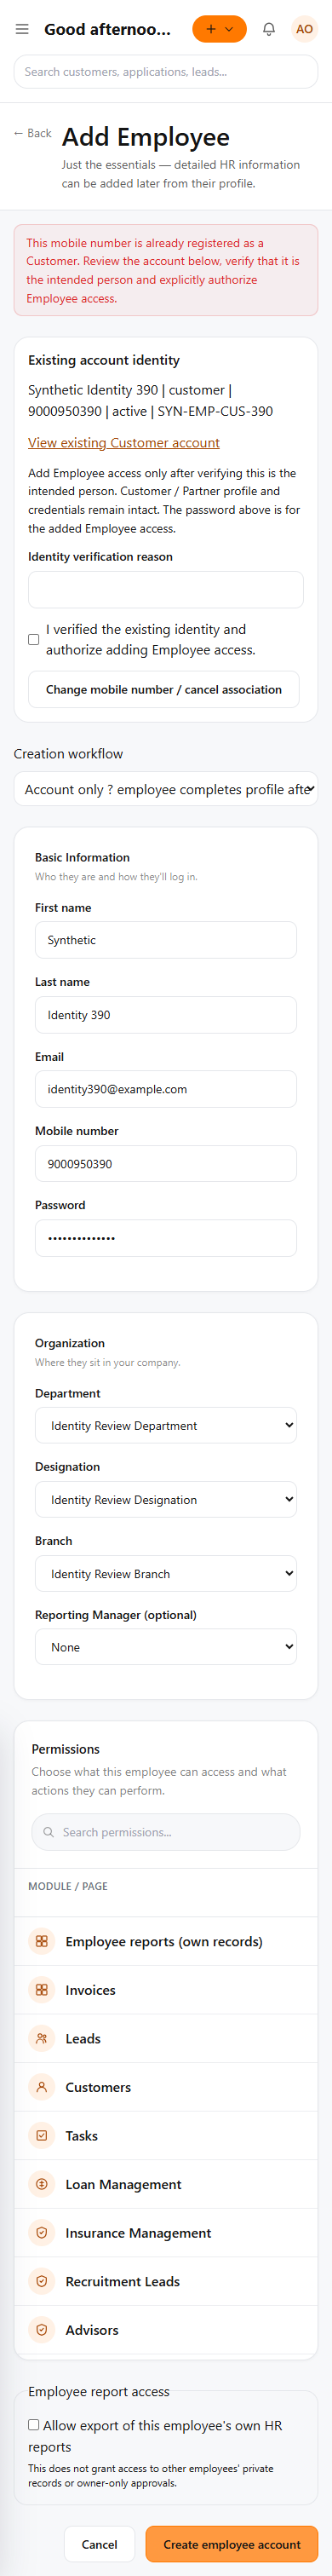 Good afternoo...
AO
Search customers, applications, leads...
← Back
Add Employee
Just the essentials — detailed HR information
can be added later from their profile.
This mobile number is already registered as a
Customer. Review the account below, verify that it is
the intended person and explicitly authorize
Employee access.
Existing account identity
Synthetic Identity 390 | customer |
9000950390 | active | SYN-EMP-CUS-390
View existing Customer account
Add Employee access only after verifying this is the
intended person. Customer / Partner profile and
credentials remain intact. The password above is for
the added Employee access.
Identity verification reason
I verified the existing identity and
authorize adding Employee access.
Change mobile number / cancel association
Creation workflow
Account only ? employee completes profile afte
Basic Information
Who they are and how they'll log in.
First name
Synthetic
Last name
Identity 390
Email
identity390@example.com
Mobile number
9000950390
Password
••••••••••••••
Organization
Where they sit in your company.
Department
Identity Review Department
Designation
Identity Review Designation
Branch
Identity Review Branch
Reporting Manager (optional)
None
Permissions
Choose what this employee can access and what
actions they can perform.
Search permissions...
MODULE / PAGE
Employee reports (own records)
Invoices
Leads
Customers
Tasks
Loan Management
Insurance Management
Recruitment Leads
Advisors
Employee report access
Allow export of this employee's own HR
reports
This does not grant access to other employees' private
records or owner-only approvals.
Cancel
Create employee account